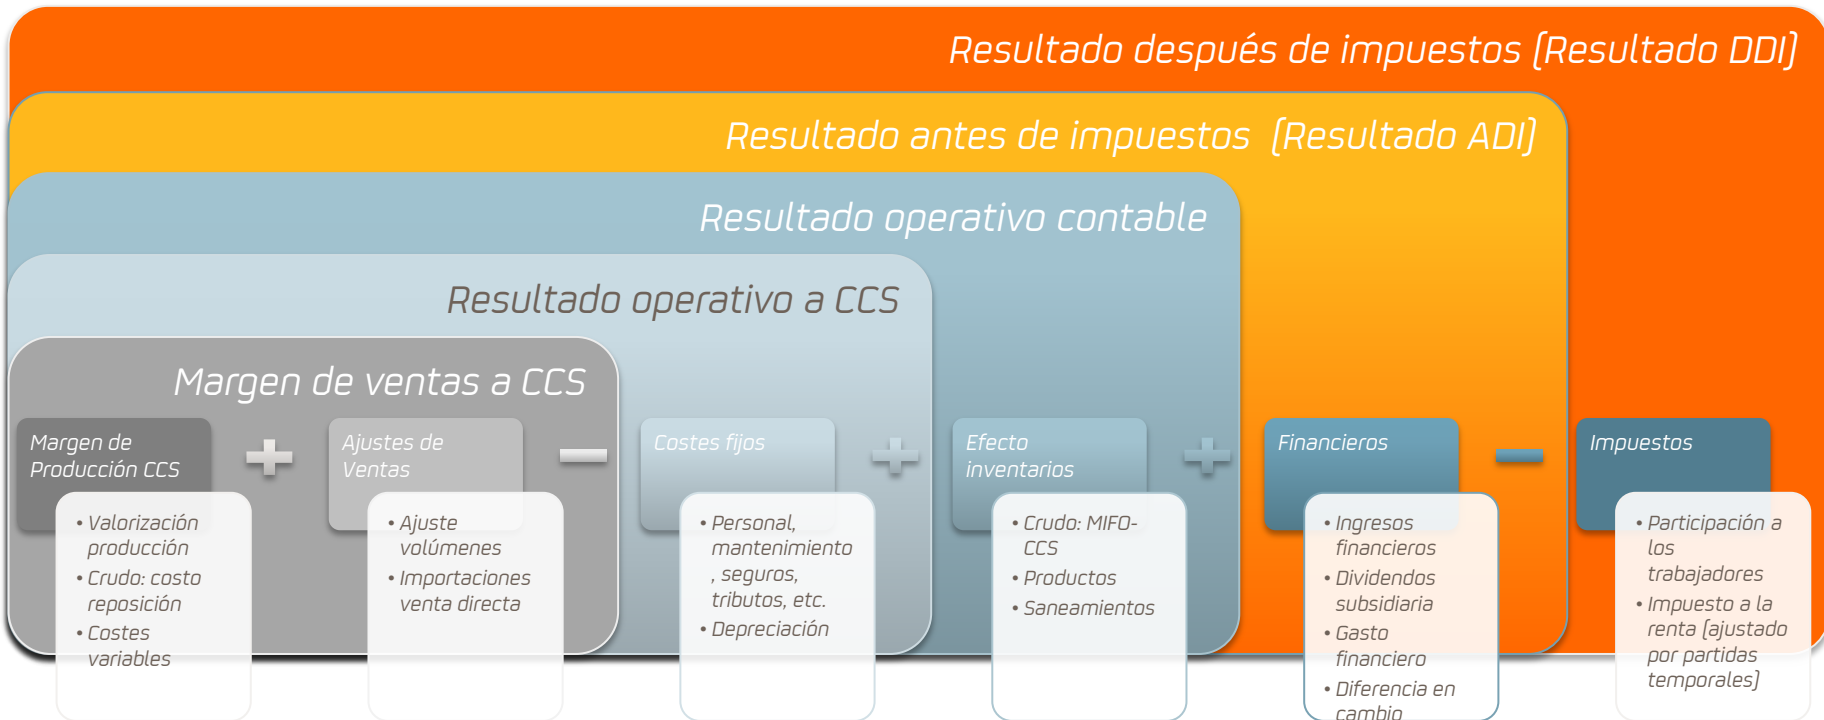 Resultado después de impuestos (Resultado DDI)
Resultado antes de impuestos (Resultado ADI)
Resultado operativo contable
Resultado operativo a CCS
Margen de ventas a CCS
Margen de
Producción CCS
• Valorización
producción
• Crudo: costo
reposición
• Costes
variables
Ajustes de
Ventas
• Ajuste
volúmenes
• Importaciones
venta directa
Costes fijos
• Personal,
mantenimiento
, seguros,
tributos, etc.
• Depreciación
Efecto
inventarios
• Crudo: MIFO-
CCS
• Productos
• Saneamientos
Financieros
• Ingresos
financieros
• Dividendos
subsidiaria
• Gasto
financiero
• Diferencia en
cambio
Impuestos
• Participación a
los
trabajadores
• Impuesto a la
renta (ajustado
por partidas
temporales)